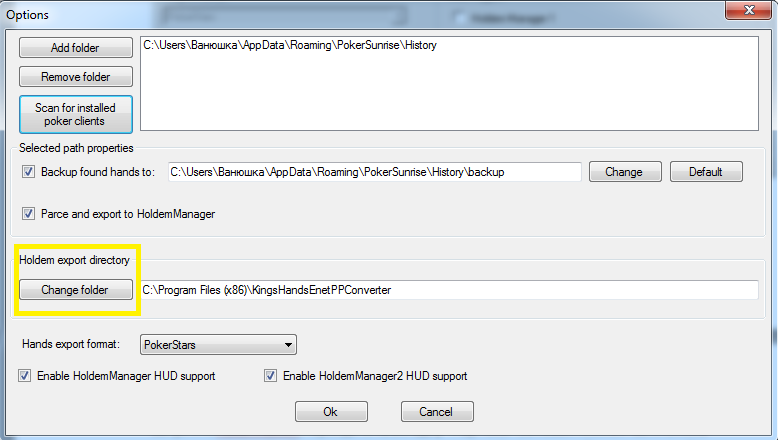 Options
Add folder
C:\Users\Ванюшка\AppData\Roaming\PokerSunrise\History
Remove folder
Scan for installed
poker clients
Selected path properties
Backup found hands to:
C:\Users\Ванюшка\AppData\Roaming\PokerSunrise\History\backup
Change
Default
Parce and export to HoldemManager
Holdem export directory
Change folder
C:\Program Files (x86)\KingsHandsEnetPPConverter
Hands export format:
PokerStars
Enable HoldemManager HUD support
Enable HoldemManager2 HUD support
Ok
Cancel